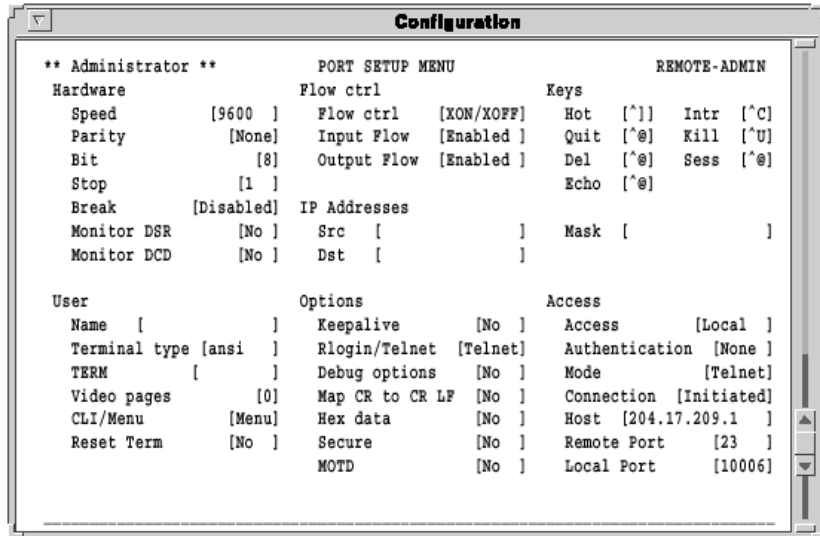 Configuration
** Administrator ** PORT SETUP MENU REMOTE-ADMIN
Hardware Flow ctrl Keys
Speed [9600 ] Flow ctrl [XON/XOFF] Hot [^]] Intr [^C]
Parity [None] Input Flow [Enabled ] Quit [^@] Kill [^U]
Bit [8] Output Flow [Enabled ] Del [^@] Sess [^@]
Stop [1 ] Echo [^@]
Break [Disabled] IP Addresses
Monitor DSR [No ] Src [ ] Mask [ ]
Monitor DCD [No ] Dst [ ]
User Options Access
Name [ ] Keepalive [No ] Access [Local ]
Terminal type [ansi ] Rlogin/Telnet [Telnet] Authentication [None ]
TERM [ ] Debug options [No ] Mode [Telnet]
Video pages [0] Map CR to CR LF [No ] Connection [Initiated]
CLI/Menu [Menu] Hex data [No ] Host [204.17.209.1 ]
Reset Term [No ] Secure [No ] Remote Port [23 ]
MOTD [No ] Local Port [10006]